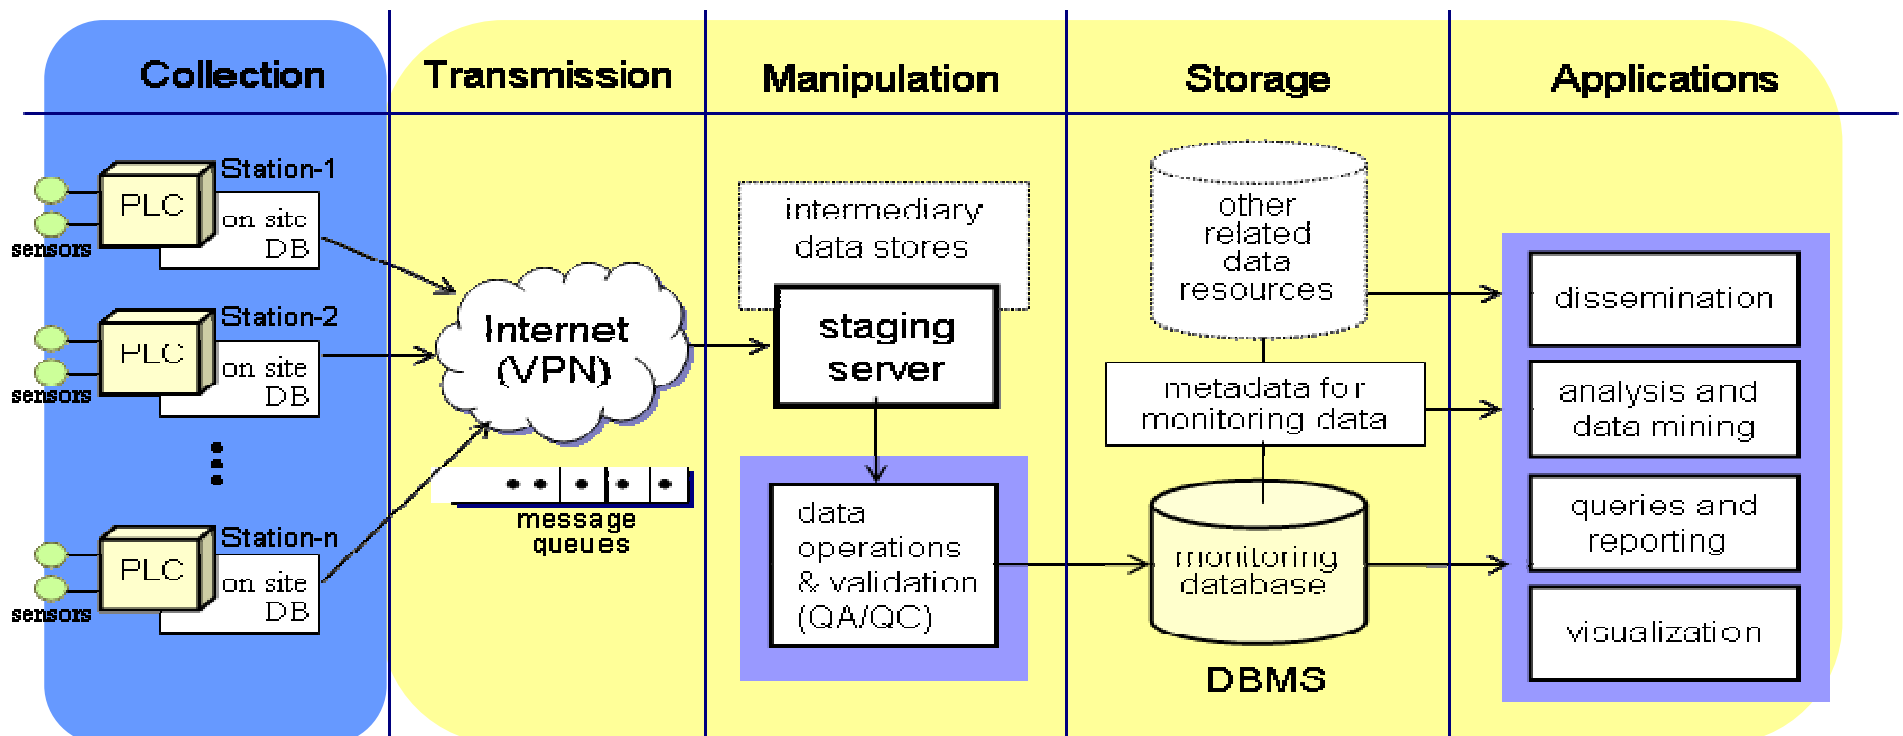 Collection
Transmission
Manipulation
Storage
Applications
Station-1
PLC
on site
DB
sensors
Station-2
PLC
on site
DB
sensors
Station-n
PLC
on site
DB
sensors
Internet
(VPN)
message
queues
intermediary
data stores
staging
server
data
operations
& validation
(QA/QC)
other
related
data
resources
metadata for
monitoring data
monitoring
database
DBMS
dissemination
analysis and
data mining
queries and
reporting
visualization